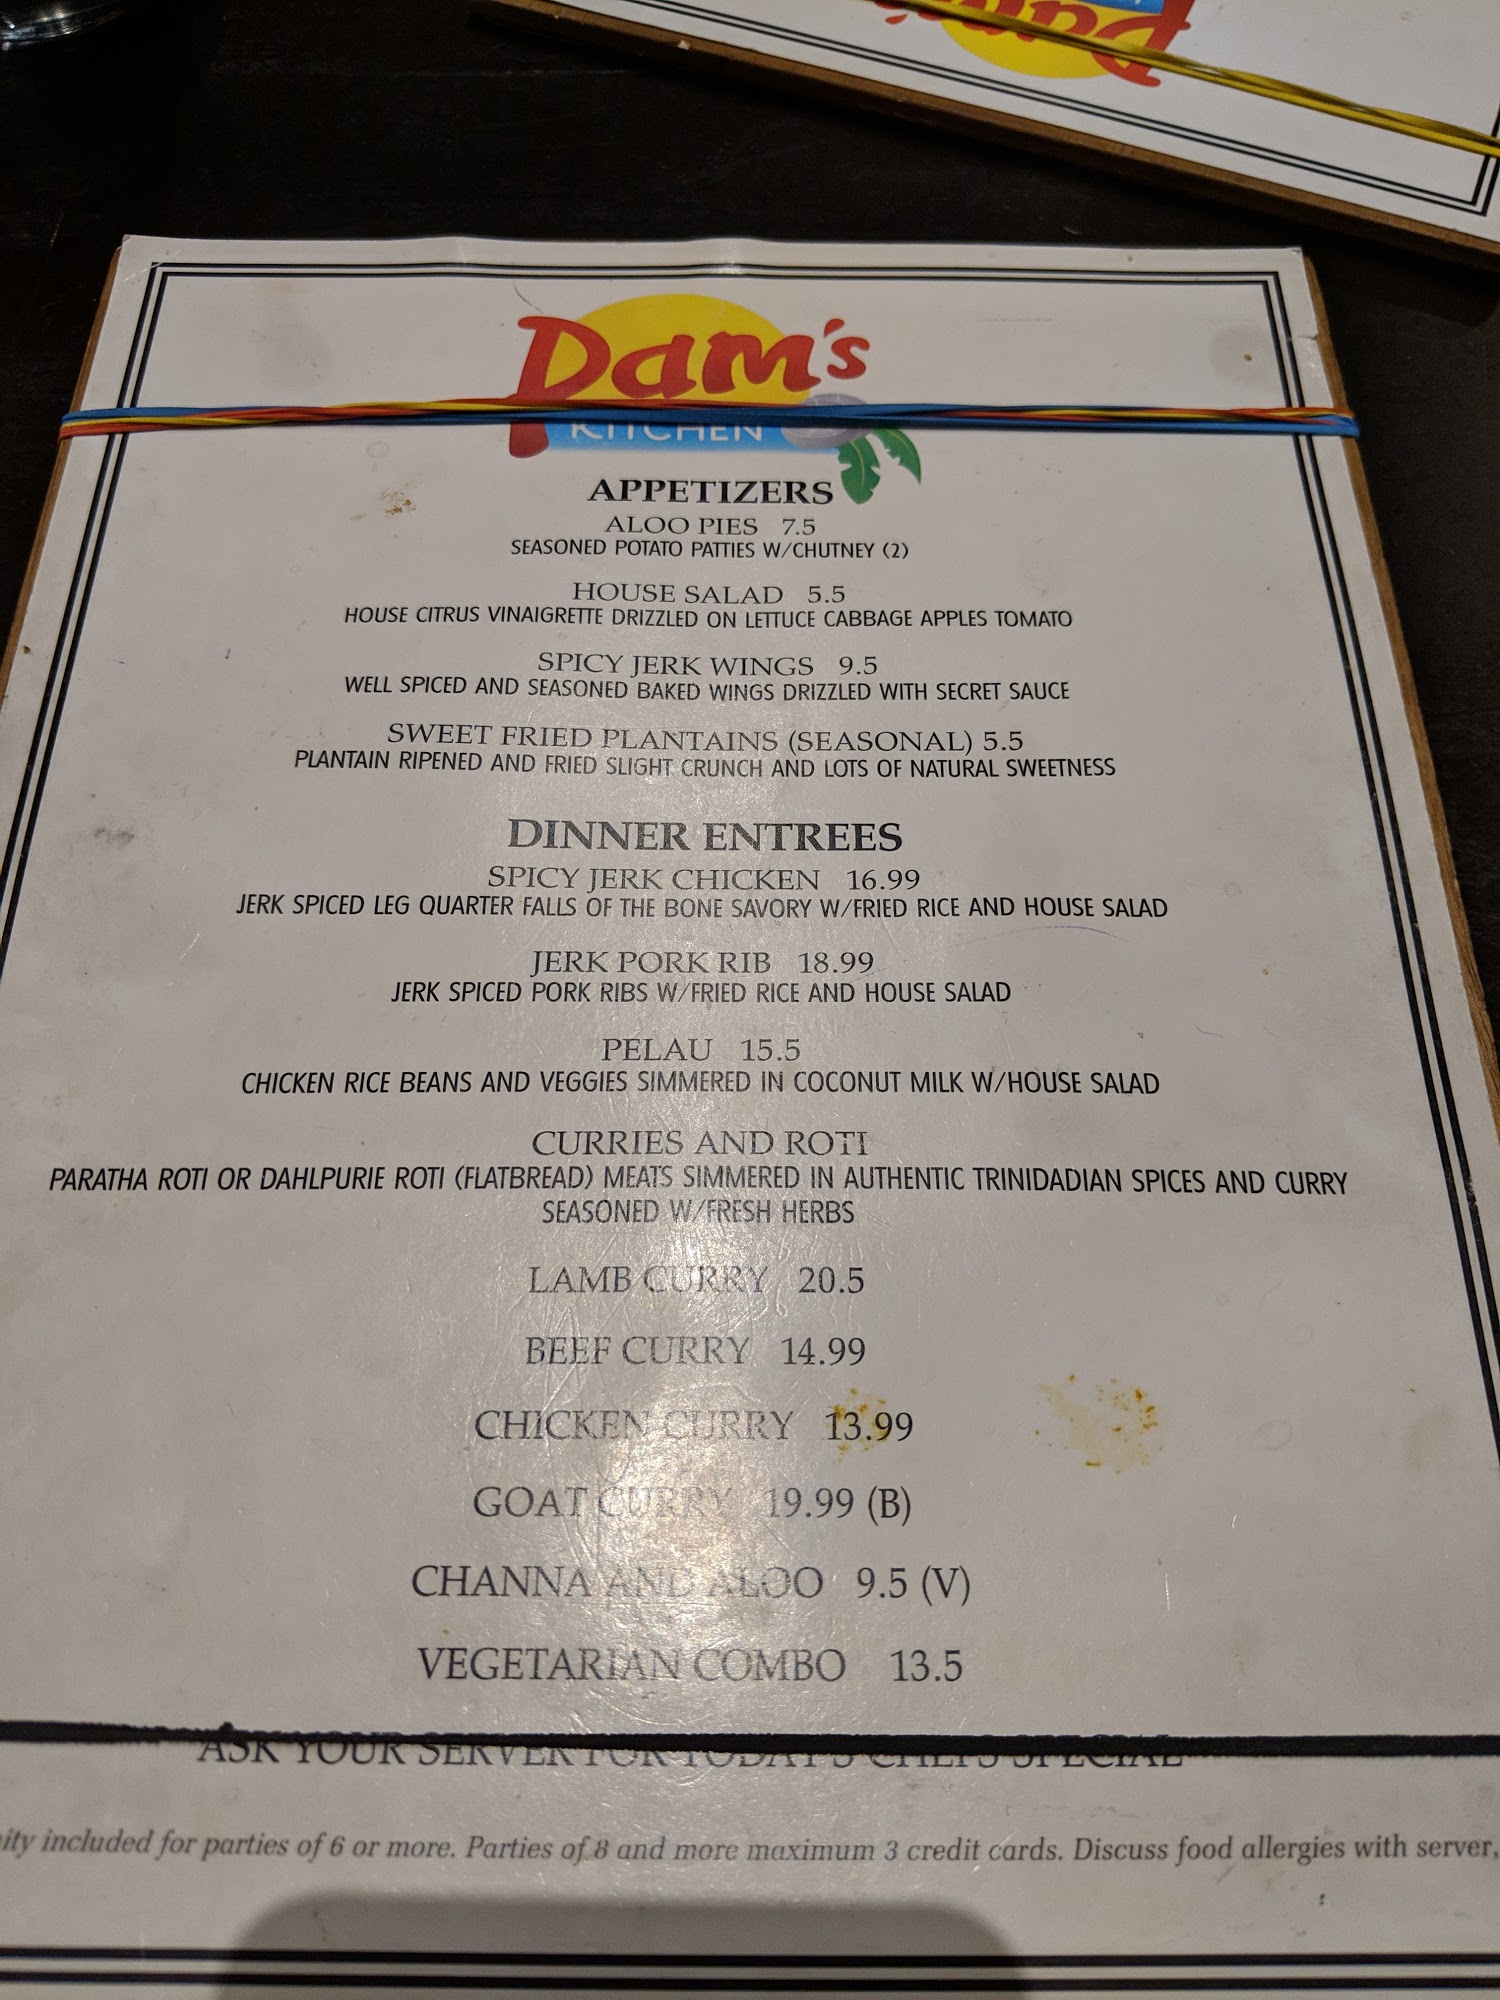 Pam's
Pam's
KITCHEN
APPETIZERS
ALOO PIES 7.5
SEASONED POTATO PATTIES W/CHUTNEY (2)
HOUSE SALAD 5.5
HOUSE CITRUS VINAIGRETTE DRIZZLED ON LETTUCE CABBAGE APPLES TOMATO
SPICY JERK WINGS 9.5
WELL SPICED AND SEASONED BAKED WINGS DRIZZLED WITH SECRET SAUCE
SWEET FRIED PLANTAINS (SEASONAL) 5.5
PLANTAIN RIPENED AND FRIED SLIGHT CRUNCH AND LOTS OF NATURAL SWEETNESS
DINNER ENTREES
SPICY JERK CHICKEN 16.99
JERK SPICED LEG QUARTER FALLS OF THE BONE SAVORY W/FRIED RICE AND HOUSE SALAD
JERK PORK RIB 18.99
JERK SPICED PORK RIBS W/FRIED RICE AND HOUSE SALAD
PELAU 15.5
CHICKEN RICE BEANS AND VEGGIES SIMMERED IN COCONUT MILK W/HOUSE SALAD
CURRIES AND ROTI
PARATHA ROTI OR DAHLPURIE ROTI (FLATBREAD) MEATS SIMMERED IN AUTHENTIC TRINIDADIAN SPICES AND CURRY
SEASONED W/FRESH HERBS
LAMB CURRY 20.5
BEEF CURRY 14.99
CHICKEN CURRY 13.99
GOAT CURRY 19.99 (B)
CHANNA AND ALOO 9.5 (V)
VEGETARIAN COMBO 13.5
ASK YOUR SERVER FOR TODAY'S CHEFS SPECIAL
ity included for parties of 6 or more. Parties of 8 and more maximum 3 credit cards. Discuss food allergies with server,